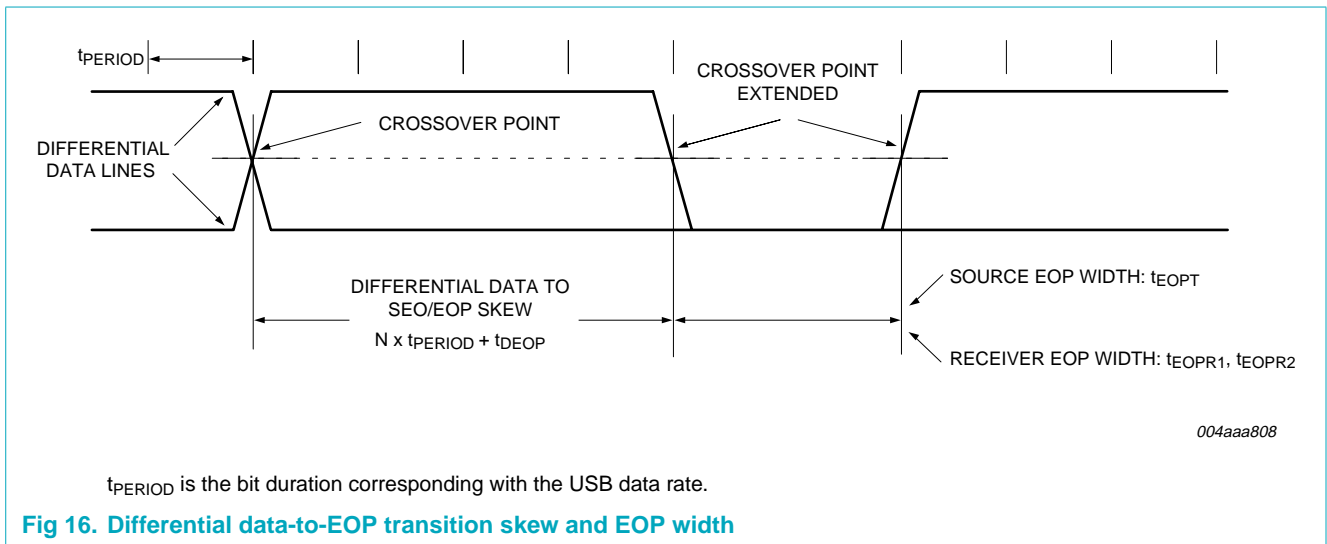 tPERIOD
CROSSOVER POINT
EXTENDED
CROSSOVER POINT
DIFFERENTIAL
DATA LINES
DIFFERENTIAL DATA TO
SEO/EOP SKEW
N x tPERIOD + tDEOP
SOURCE EOP WIDTH: tEOPT
RECEIVER EOP WIDTH: tEOPR1, tEOPR2
004aaa808
tPERIOD is the bit duration corresponding with the USB data rate.
Fig 16. Differential data-to-EOP transition skew and EOP width